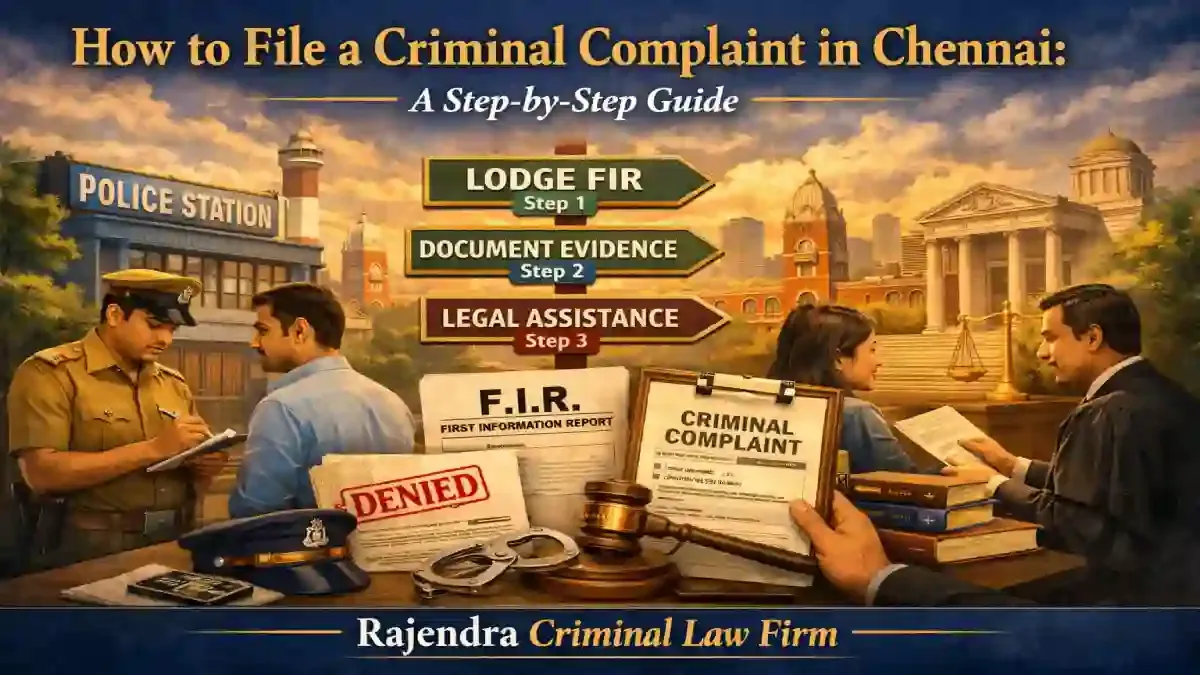 How to File a Criminal Complaint in Chennai:
A Step-by-Step Guide
POLICE STATION
LODGE FIR
Step 1
DOCUMENT EVIDENCE
Step 2
LEGAL ASSISTANCE
Step 3
F.I.R.
FIRST INFORMATION REPORT
CRIMINAL
COMPLAINT
DENIED
Rajendra Criminal Law Firm